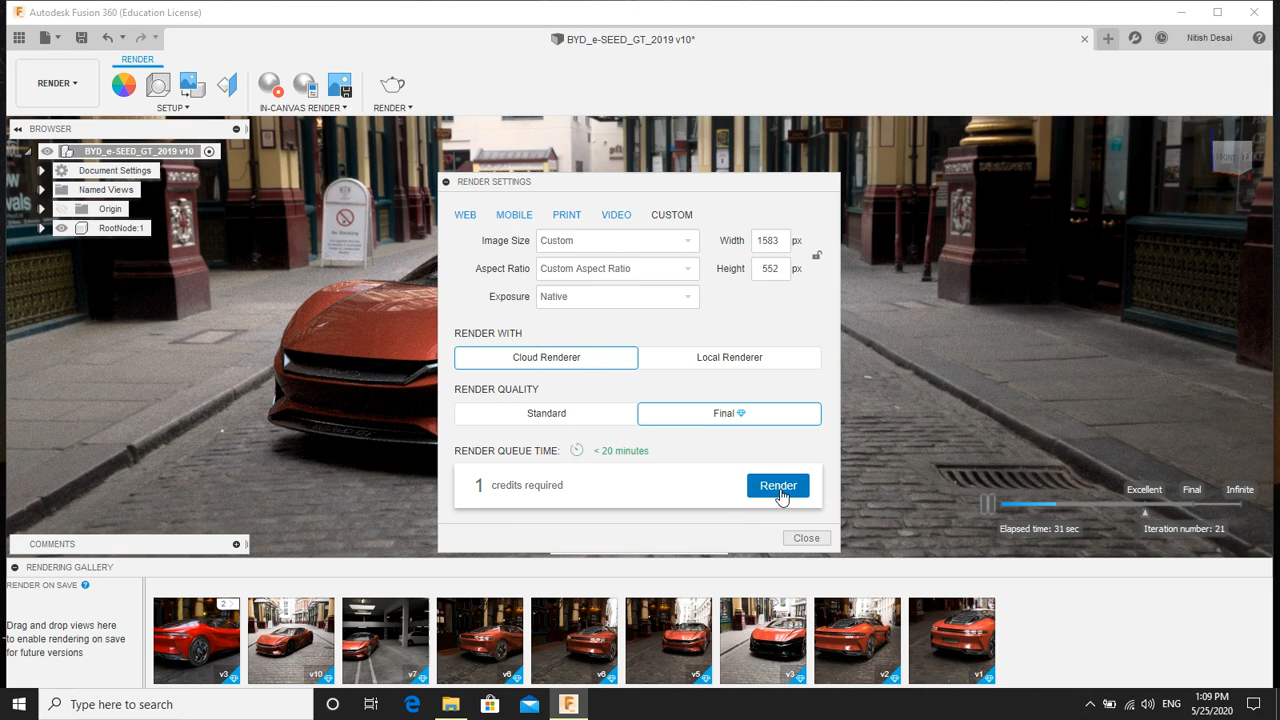 Autodesk Fusion 360 (Education License)
BYD_e-SEED_GT_2019 v10*
Nitish Desai
RENDER
RENDER
SETUP
IN-CANVAS RENDER
RENDER
BROWSER
BYD_e-SEED_GT_2019 v10
Document Settings
Named Views
Origin
RootNode:1
FRONT
RENDER SETTINGS
WEB MOBILE PRINT VIDEO CUSTOM
Image Size Custom Width 1583 px
Aspect Ratio Custom Aspect Ratio Height 552 px
Exposure Native
RENDER WITH
Cloud Renderer Local Renderer
RENDER QUALITY
Standard Final
RENDER QUEUE TIME: < 20 minutes
1 credits required Render
Close
Excellent Final Infinite
Elapsed time: 31 sec Iteration number: 21
COMMENTS
RENDERING GALLERY
RENDER ON SAVE
Drag and drop views here
to enable rendering on save
for future versions
2
v3 v10 v7 v6 v6 v5 v3 v2 v1
Type here to search
ENG
1:09 PM
5/25/2020